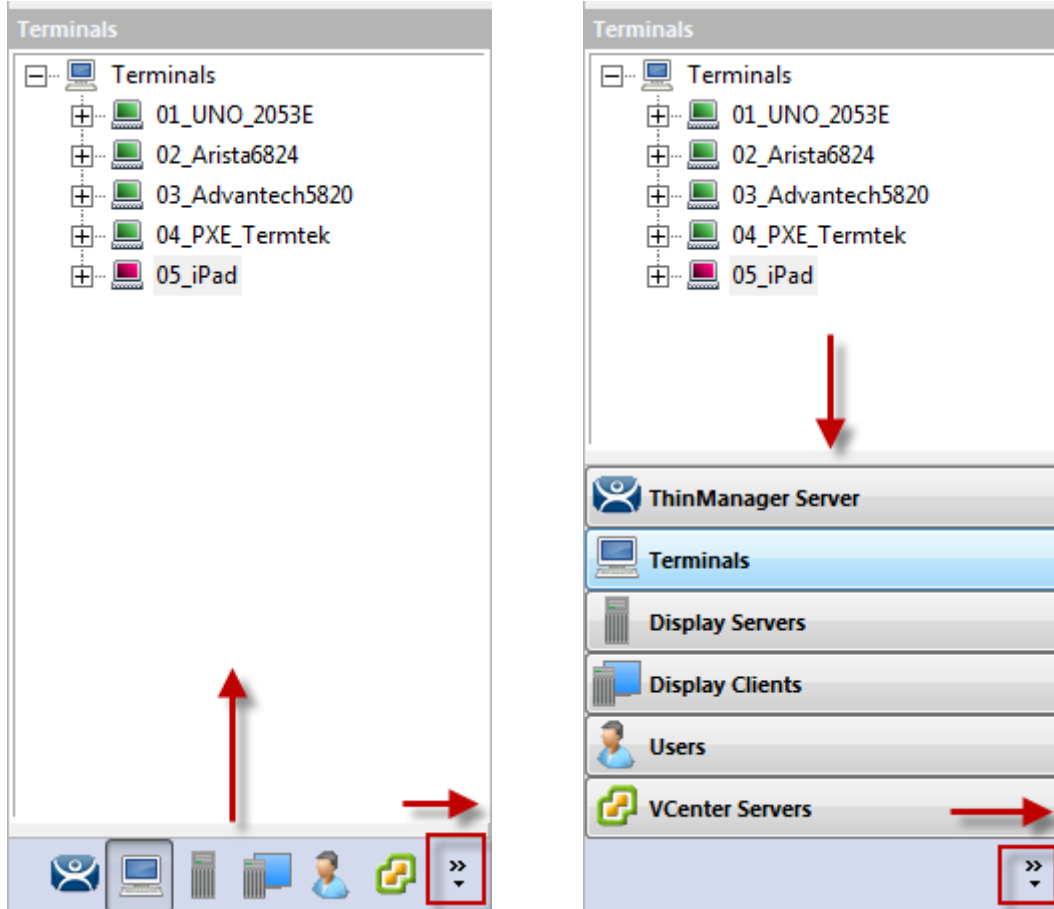 Terminals
Terminals
01_UNO_2053E
02_Arista6824
03_Advantech5820
04_PXE_Termtek
05_iPad
Terminals
Terminals
01_UNO_2053E
02_Arista6824
03_Advantech5820
04_PXE_Termtek
05_iPad
ThinManager Server
Terminals
Display Servers
Display Clients
Users
VCenter Servers